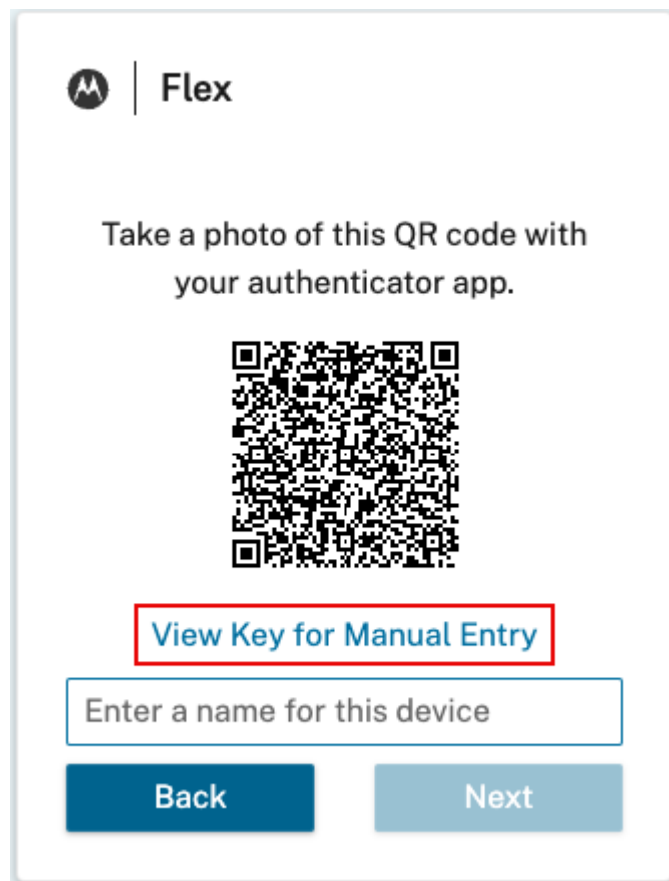 Flex
Take a photo of this QR code with
your authenticator app.
View Key for Manual Entry
Enter a name for this device
Back
Next